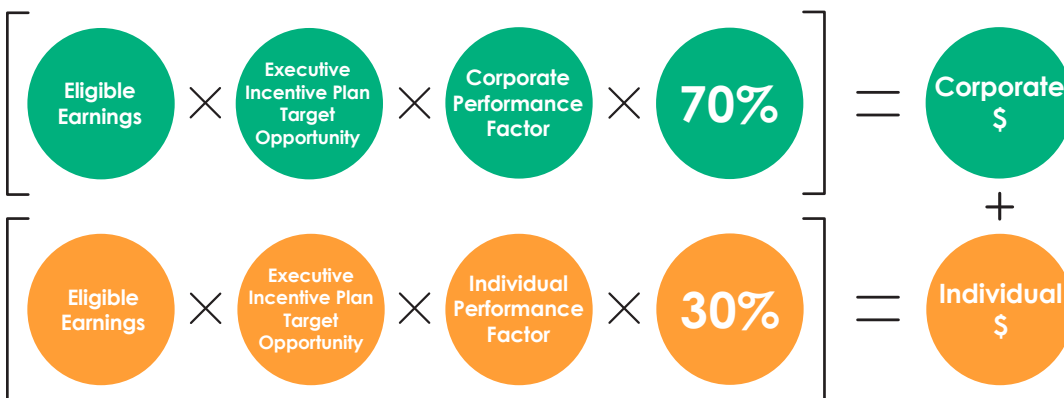 Eligible
Earnings
×
Executive
Incentive Plan
Target
Opportunity
×
Corporate
Performance
Factor
×
70%
=
Corporate
$
+
Eligible
Earnings
×
Executive
Incentive Plan
Target
Opportunity
×
Individual
Performance
Factor
×
30%
=
Individual
$